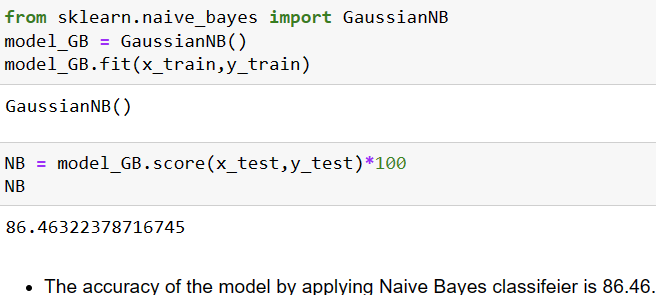 from sklearn.naive_bayes import GaussianNB
model_GB = GaussianNB()
model_GB.fit(x_train,y_train)
GaussianNB()
NB = model_GB.score(x_test,y_test)*100
NB
86.46322378716745
• The accuracy of the model by applying Naive Bayes classifeier is 86.46.